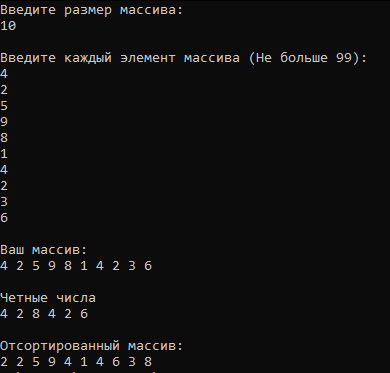 Введите размер массива:
10
Введите каждый элемент массива (Не больше 99):
4
2
5
9
8
1
4
2
3
6
Ваш массив:
4 2 5 9 8 1 4 2 3 6
Четные числа
4 2 8 4 2 6
Отсортированный массив:
2 2 5 9 4 1 4 6 3 8